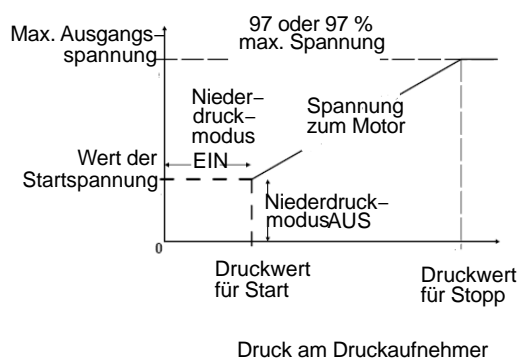 97 oder 97 %
max. Spannung
Max. Ausgangs–
spannung
Nieder–
druck–
modus
EIN
Spannung
zum Motor
Wert der
Startspannung
Niederdruck–
modusAUS
0
Druckwert
für Start
Druckwert
für Stopp
Druck am Druckaufnehmer